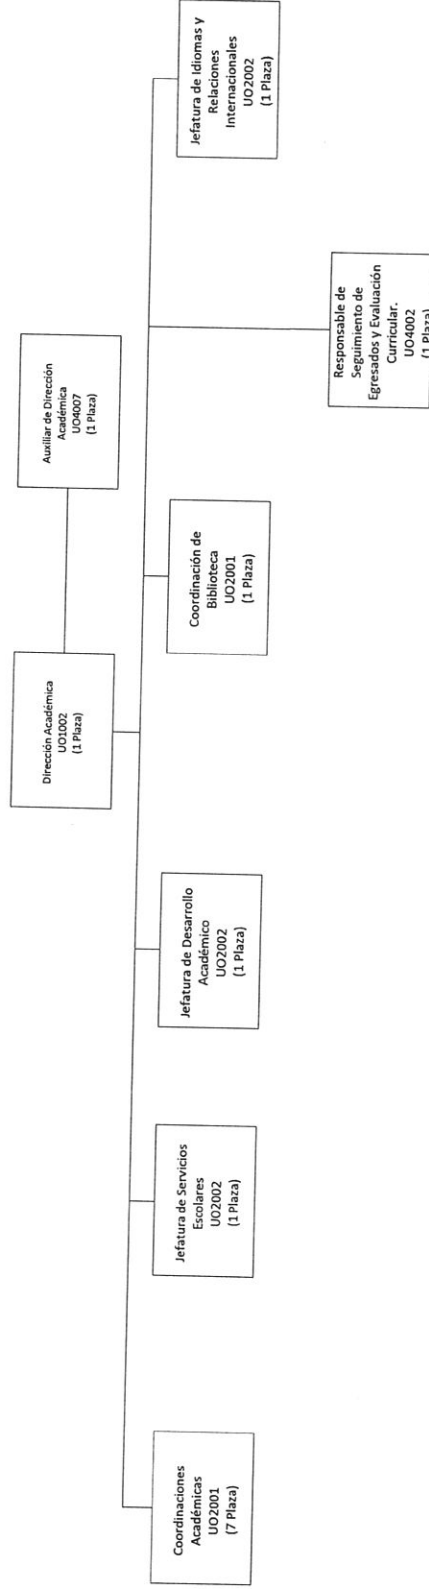 Dirección Académica
UO1002
(1 Plaza)
Auxiliar de Dirección
Académica
UO4007
(1 Plaza)
Coordinaciones
Académicas
UO2001
(7 Plaza)
Jefatura de Servicios
Escolares
UO2002
(1 Plaza)
Jefatura de Desarrollo
Académico
UO2002
(1 Plaza)
Coordinación de
Biblioteca
UO2001
(1 Plaza)
Jefatura de Idiomas y
Relaciones
Internacionales
UO2002
(1 Plaza)
Responsable de
Seguimiento de
Egresados y Evaluación
Curricular.
UO4002
(1 Plaza)